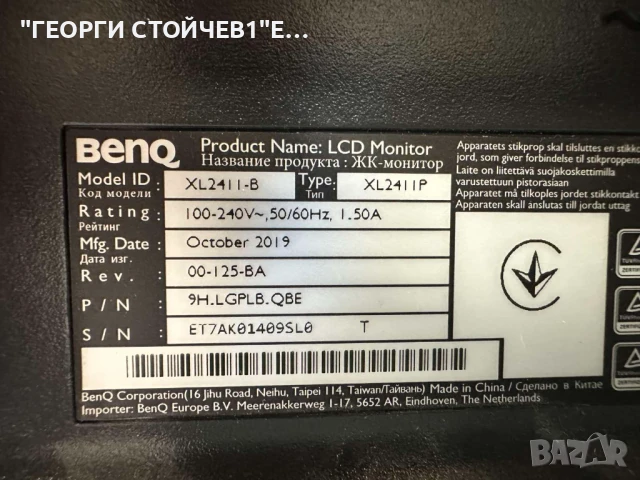 "ГЕОРГИ СТОЙЧЕВ1"<...
BenQ
Product Name: LCD Monitor
Название продукта : ЖК-монитор
Model ID : XL2411-B Type: XL2411P
Код модели Тип
Rating : 100-240V~,50/60Hz, 1.50A
Рейтинг
Mfg. Date : October 2019
Дата изг.
Rev. : 00-125-BA
P/N : 9H.LGPLB.QBE
S/N : ET7AK01409SL0 T
BenQ Corporation(16 Jihu Road, Neihu, Taipei 114, Taiwan/Тайвань) Made in China / Сделано в Китае
Importer: BenQ Europe B.V. Meerenakkerweg 1-17, 5652 AR, Eindhoven, The Netherlands
Apparatets stikprop skal tilsluttes en stikko
jord, som giver forbindelse til stikproppens
Laite on liitettävä suojakoskettimilla
varustettuun pistorasiaan
Apparatet må tilkoples jordet stikkontakt
Apparaten skall anslutas till jordat uttag
BAZAR